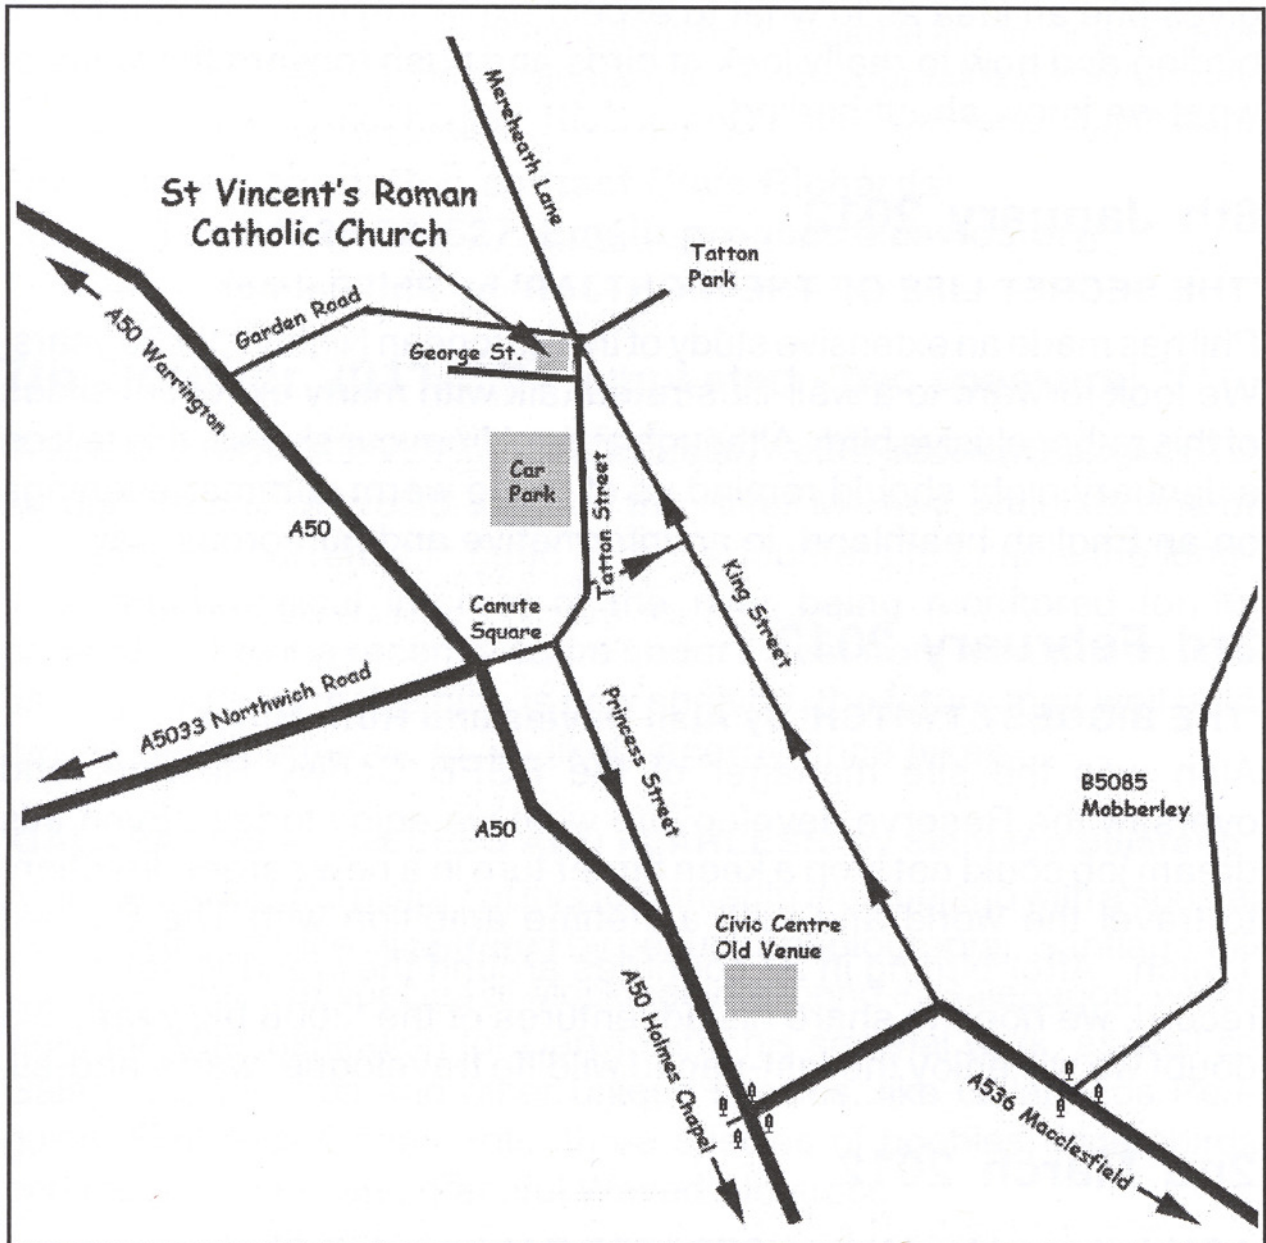 Mereheath Lane
St Vincent's Roman
Catholic Church
Tatton
Park
Garden Road
A50 Warrington
George St.
Car
Park
Tatton Street
A50
King Street
Canute
Square
A5033 Northwich Road
Princess Street
B5085
Mobberley
A50
Civic Centre
Old Venue
A50 Holmes Chapel
A536 Macclesfield